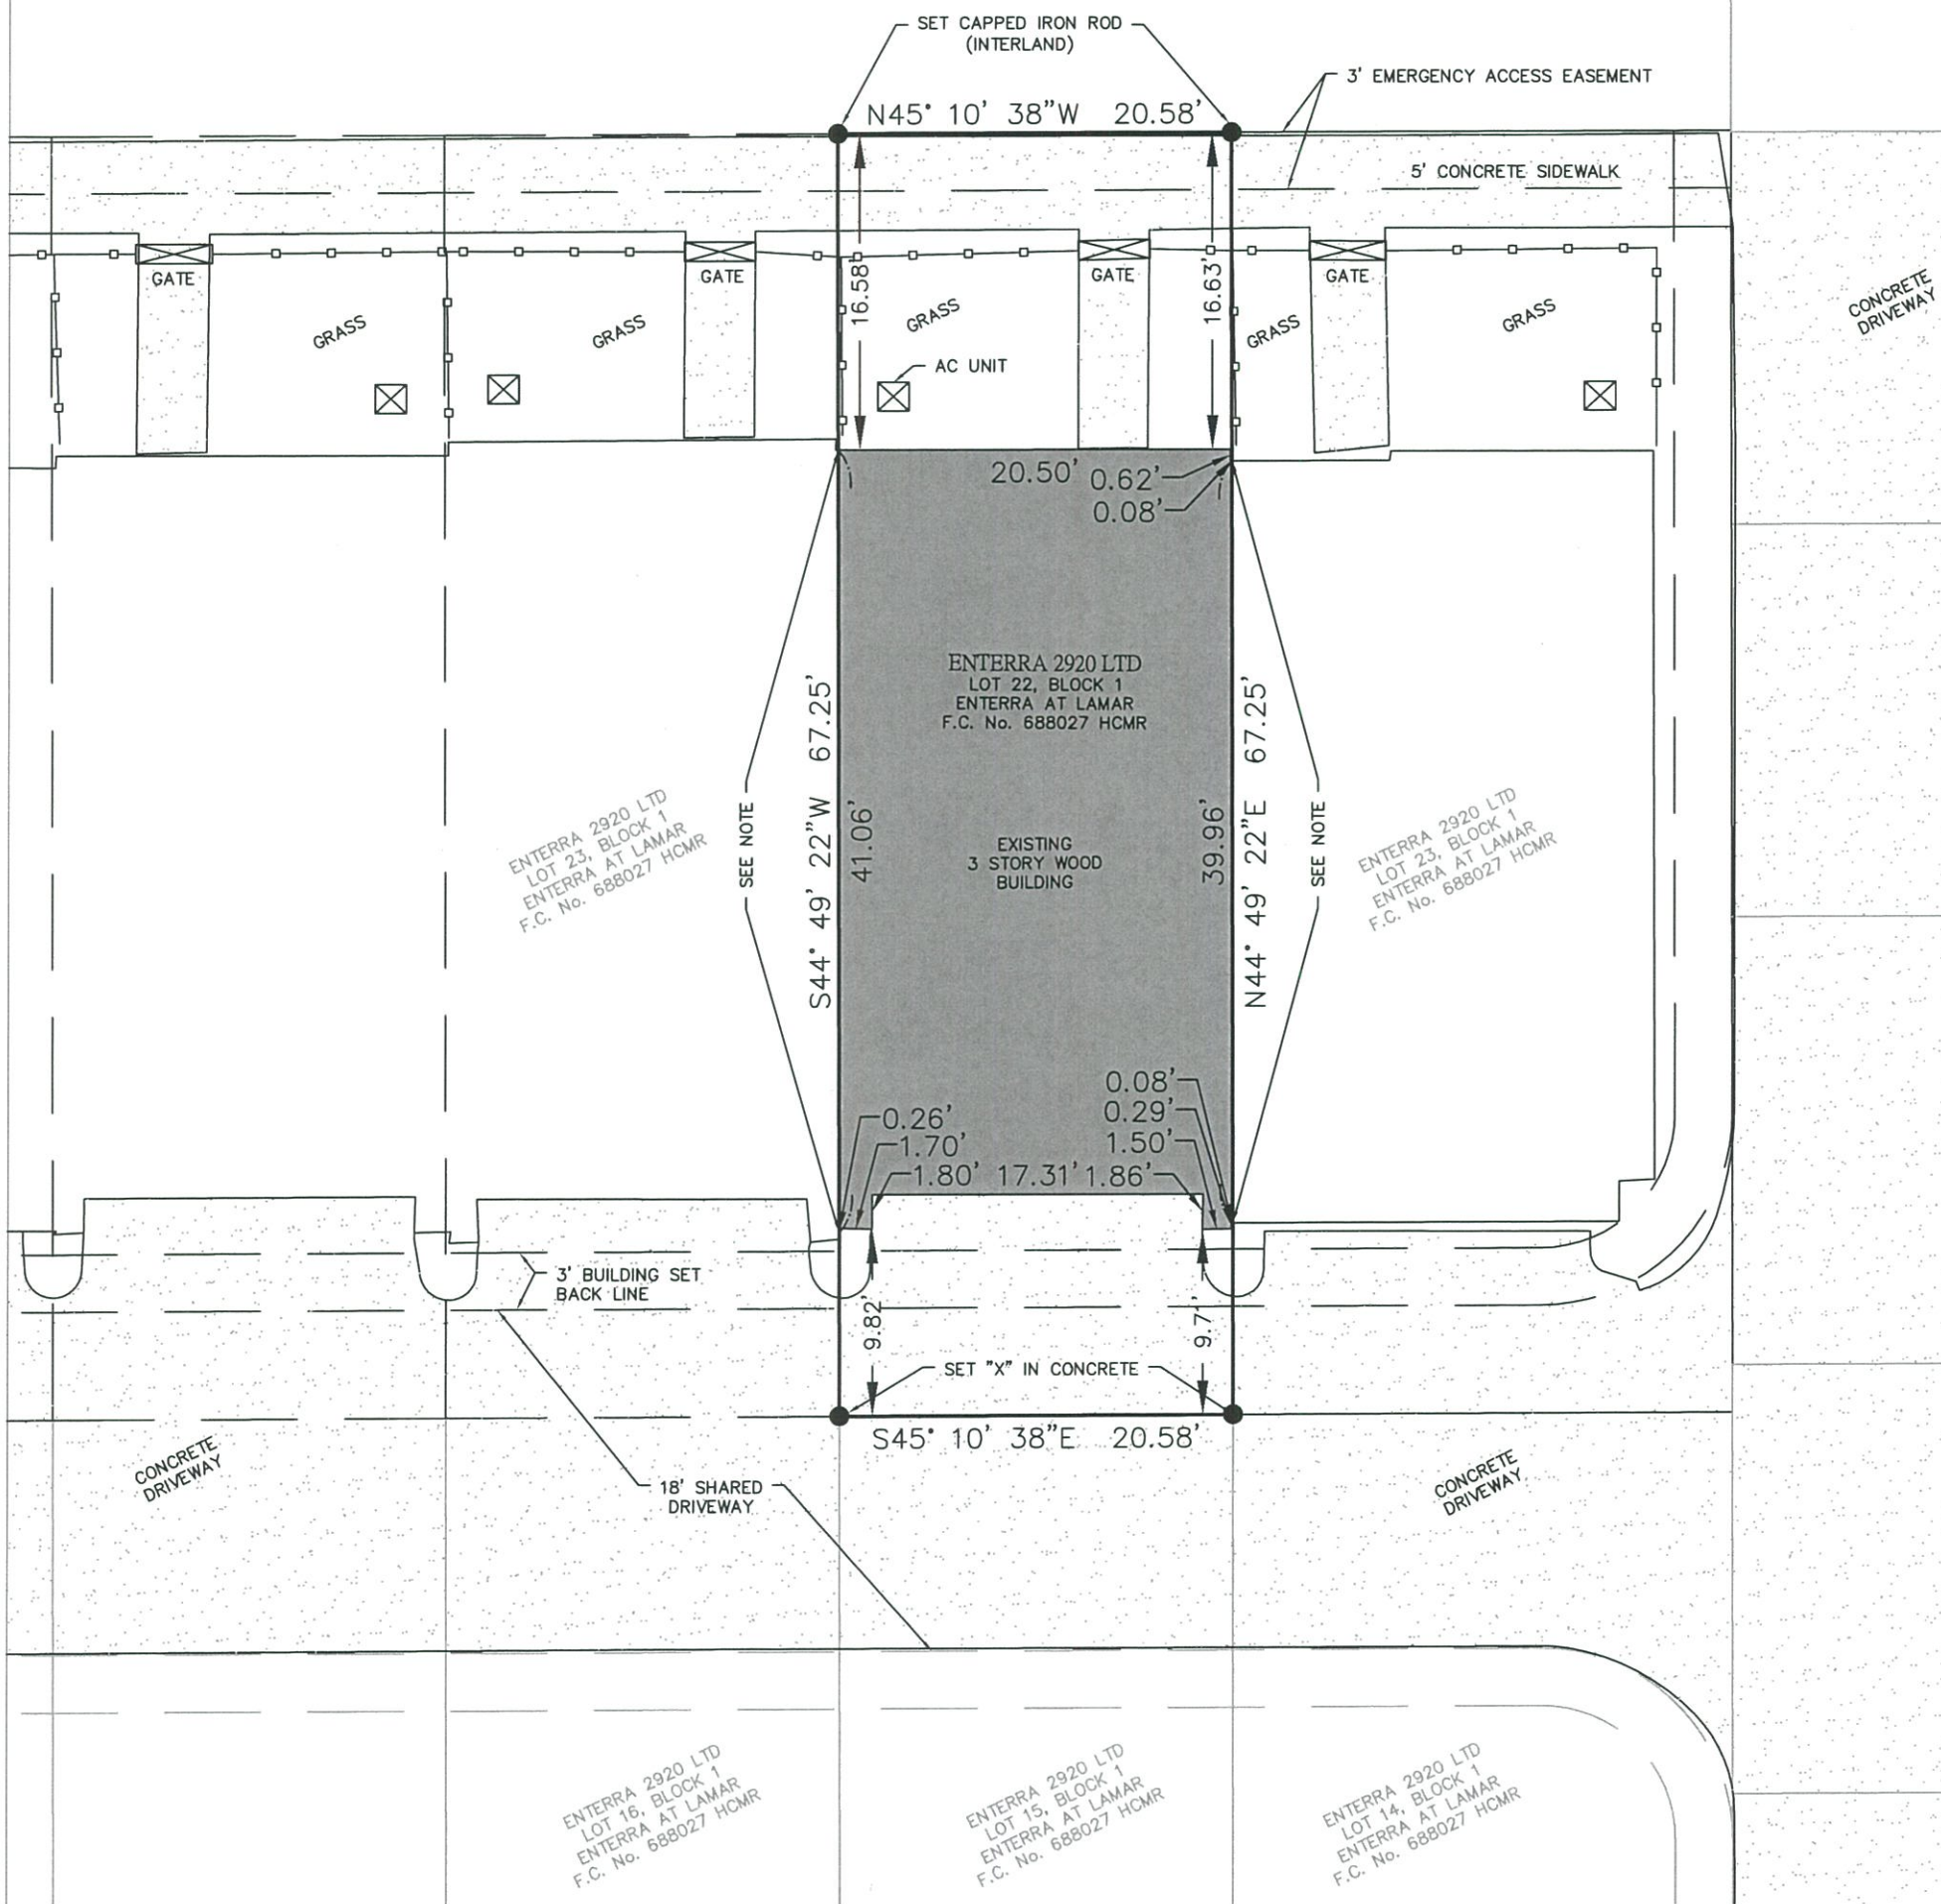 SET CAPPED IRON ROD
(INTERLAND)
3' EMERGENCY ACCESS EASEMENT
N45° 10' 38"W 20.58'
5' CONCRETE SIDEWALK
GATE
GATE
GATE
GATE
CONCRETE
DRIVEWAY
GRASS
GRASS
16.58'
GRASS
16.63'
GRASS
GRASS
AC UNIT
20.50'
0.62'
0.08'
ENTERRA 2920 LTD
LOT 22, BLOCK 1
ENTERRA AT LAMAR
F.C. No. 688027 HCMR
S44° 49' 22"W 67.25'
N44° 49' 22"E 67.25'
SEE NOTE
41.06'
39.96'
SEE NOTE
EXISTING
3 STORY WOOD
BUILDING
ENTERRA 2920 LTD
LOT 23, BLOCK 1
ENTERRA AT LAMAR
F.C. No. 688027 HCMR
ENTERRA 2920 LTD
LOT 23, BLOCK 1
ENTERRA AT LAMAR
F.C. No. 688027 HCMR
0.08'
0.26'
0.29'
1.70'
1.50'
1.80' 17.31' 1.86'
3' BUILDING SET
BACK LINE
9.82'
SET "X" IN CONCRETE
S45° 10' 38"E 20.58'
CONCRETE
DRIVEWAY
18' SHARED
DRIVEWAY
CONCRETE
DRIVEWAY
ENTERRA 2920 LTD
LOT 16, BLOCK 1
ENTERRA AT LAMAR
F.C. No. 688027 HCMR
ENTERRA 2920 LTD
LOT 15, BLOCK 1
ENTERRA AT LAMAR
F.C. No. 688027 HCMR
ENTERRA 2920 LTD
LOT 14, BLOCK 1
ENTERRA AT LAMAR
F.C. No. 688027 HCMR